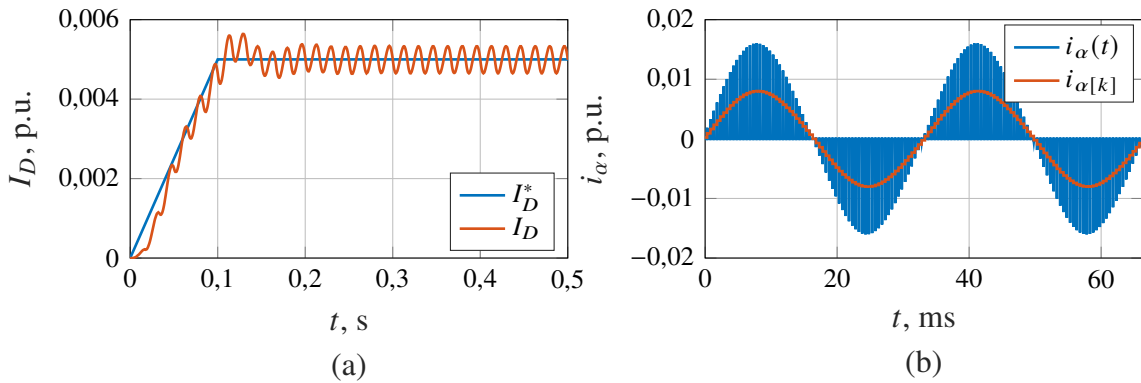 0,006
0,004
0,002
0
I_D, p.u.
I_D^*
I_D
0 0,1 0,2 0,3 0,4 0,5
t, s
(a)
0,02
0,01
0
−0,01
−0,02
i_α, p.u.
i_α(t)
i_α[k]
0 20 40 60
t, ms
(b)